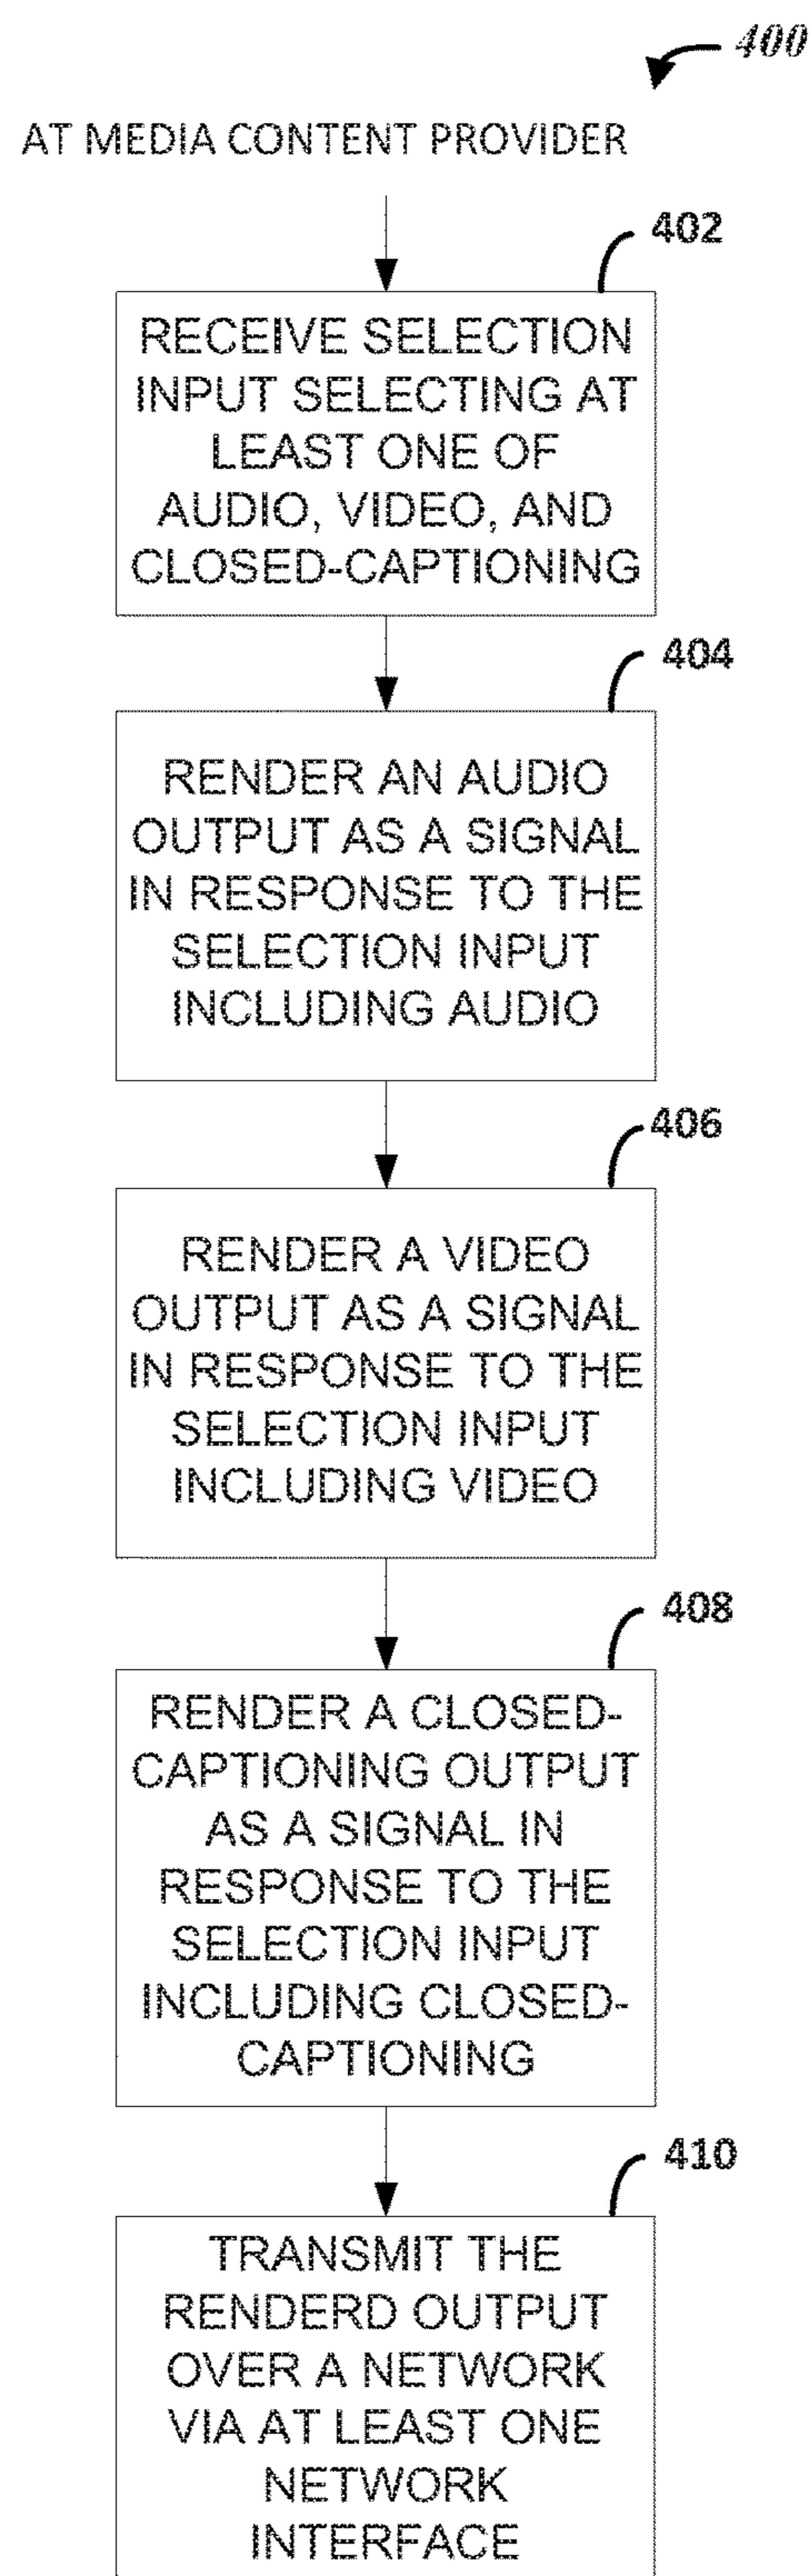 400
AT MEDIA CONTENT PROVIDER
402
RECEIVE SELECTION
INPUT SELECTING AT
LEAST ONE OF
AUDIO, VIDEO, AND
CLOSED-CAPTIONING
404
RENDER AN AUDIO
OUTPUT AS A SIGNAL
IN RESPONSE TO THE
SELECTION INPUT
INCLUDING AUDIO
406
RENDER A VIDEO
OUTPUT AS A SIGNAL
IN RESPONSE TO THE
SELECTION INPUT
INCLUDING VIDEO
408
RENDER A CLOSED-
CAPTIONING OUTPUT
AS A SIGNAL IN
RESPONSE TO THE
SELECTION INPUT
INCLUDING CLOSED-
CAPTIONING
410
TRANSMIT THE
RENDERD OUTPUT
OVER A NETWORK
VIA AT LEAST ONE
NETWORK
INTERFACE